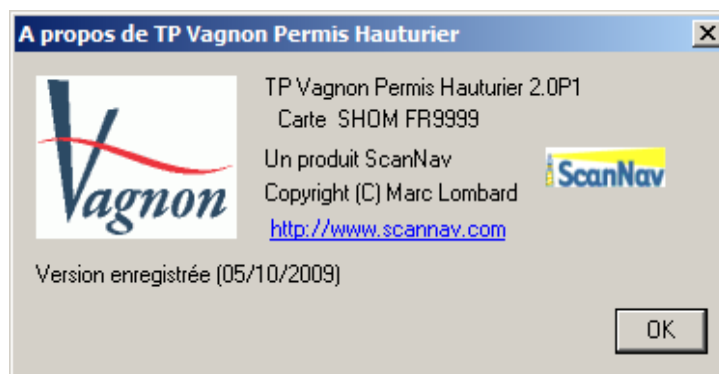 A propos de TP Vagnon Permis Hauturier
Vagnon
TP Vagnon Permis Hauturier 2.0P1
Carte SHOM FR9999
Un produit ScanNav
Copyright (C) Marc Lombard
http://www.scannav.com
ScanNav
Version enregistrée (05/10/2009)
OK